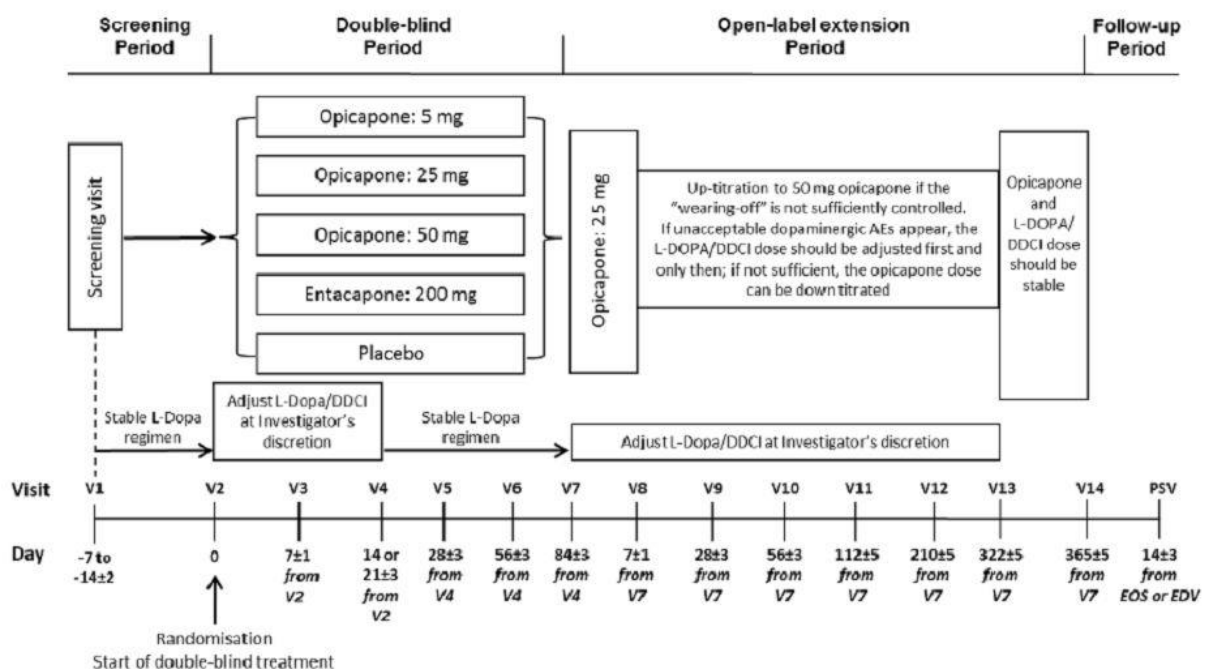 Screening
Period
Double-blind
Period
Open-label extension
Period
Follow-up
Period
Screening visit
Opicapone: 5 mg
Opicapone: 25 mg
Opicapone: 50 mg
Entacapone: 200 mg
Placebo
Opicapone: 25 mg
Up-titration to 50 mg opicapone if the
“wearing-off” is not sufficiently controlled.
If unacceptable dopaminergic AEs appear, the
L-DOPA/DDCI dose should be adjusted first and
only then; if not sufficient, the opicapone dose
can be down titrated
Opicapone
and
L-DOPA/
DDCI dose
should be
stable
Stable L-Dopa
regimen
Adjust L-Dopa/DDCI
at Investigator’s
discretion
Stable L-Dopa
regimen
Adjust L-Dopa/DDCI at Investigator’s discretion
Visit V1 V2 V3 V4 V5 V6 V7 V8 V9 V10 V11 V12 V13 V14 PSV
Day
-7 to
-14±2
0
7±1
from
V2
14 or
21±3
from
V2
28±3
from
V4
56±3
from
V4
84±3
from
V4
7±1
from
V7
28±3
from
V7
56±3
from
V7
112±5
from
V7
210±5
from
V7
322±5
from
V7
365±5
from
V7
14±3
from
EOS or EDV
Randomisation
Start of double-blind treatment